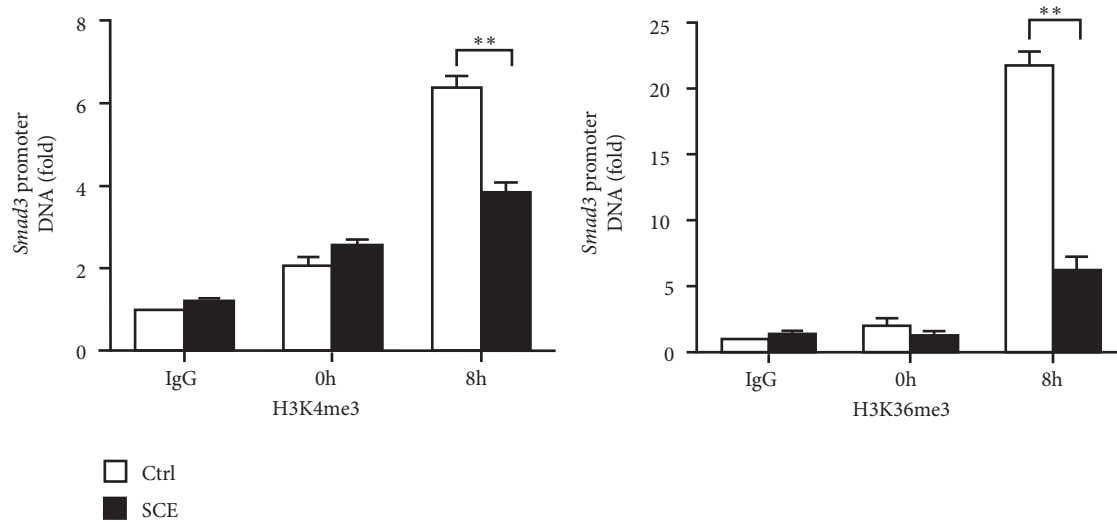 8
6
4
2
0
Smad3 promoter
DNA (fold)
**
IgG
0h
8h
H3K4me3
25
20
15
10
5
0
Smad3 promoter
DNA (fold)
**
IgG
0h
8h
H3K36me3
Ctrl
SCE